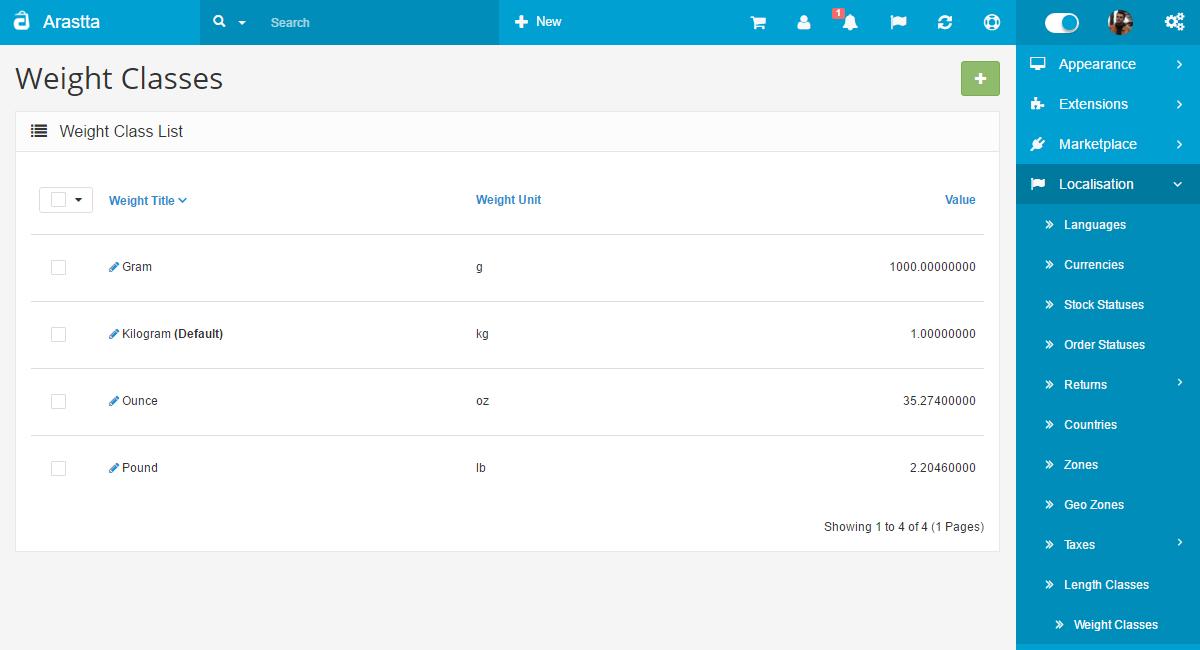 Arastta
Search
New
1
Weight Classes
Weight Class List
Weight Title Weight Unit Value
Gram g 1000.00000000
Kilogram (Default) kg 1.00000000
Ounce oz 35.27400000
Pound lb 2.20460000
Showing 1 to 4 of 4 (1 Pages)
Appearance
Extensions
Marketplace
Localisation
Languages
Currencies
Stock Statuses
Order Statuses
Returns
Countries
Zones
Geo Zones
Taxes
Length Classes
Weight Classes